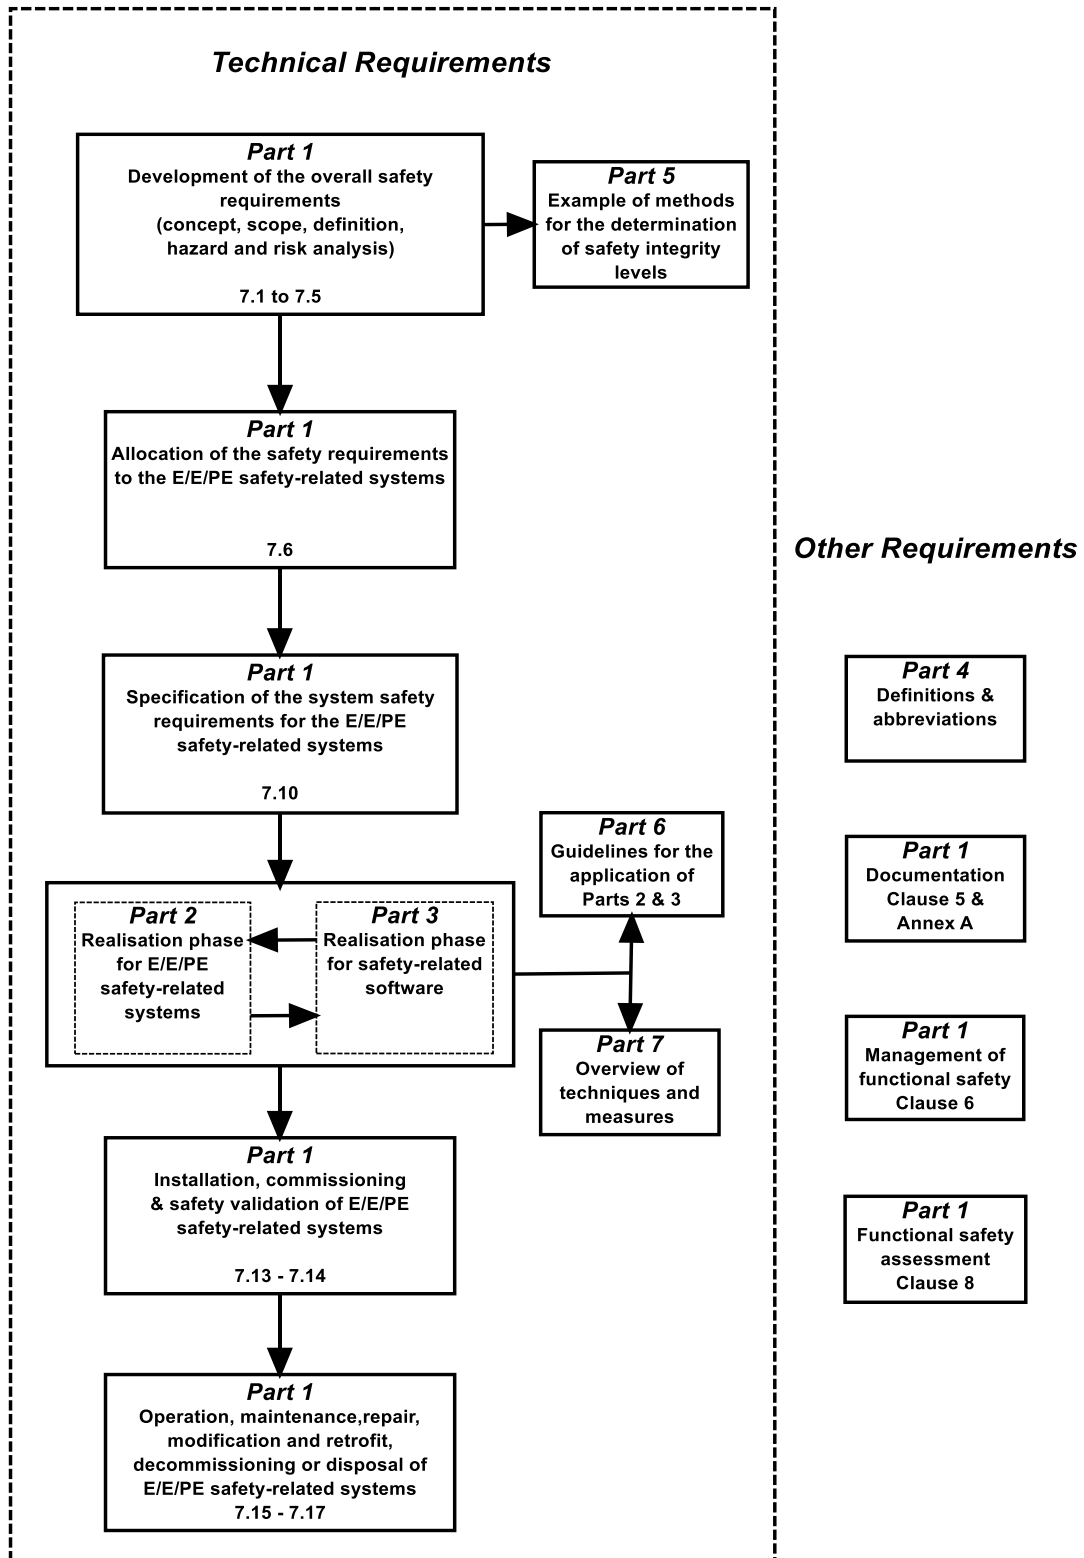 Technical Requirements
Part 1
Development of the overall safety
requirements
(concept, scope, definition,
hazard and risk analysis)
7.1 to 7.5
Part 5
Example of methods
for the determination
of safety integrity
levels
Part 1
Allocation of the safety requirements
to the E/E/PE safety-related systems
7.6
Part 1
Specification of the system safety
requirements for the E/E/PE
safety-related systems
7.10
Part 2
Realisation phase
for E/E/PE
safety-related
systems
Part 3
Realisation phase
for safety-related
software
Part 6
Guidelines for the
application of
Parts 2 & 3
Part 7
Overview of
techniques and
measures
Part 1
Installation, commissioning
& safety validation of E/E/PE
safety-related systems
7.13 - 7.14
Part 1
Operation, maintenance,repair,
modification and retrofit,
decommissioning or disposal of
E/E/PE safety-related systems
7.15 - 7.17
Other Requirements
Part 4
Definitions &
abbreviations
Part 1
Documentation
Clause 5 &
Annex A
Part 1
Management of
functional safety
Clause 6
Part 1
Functional safety
assessment
Clause 8